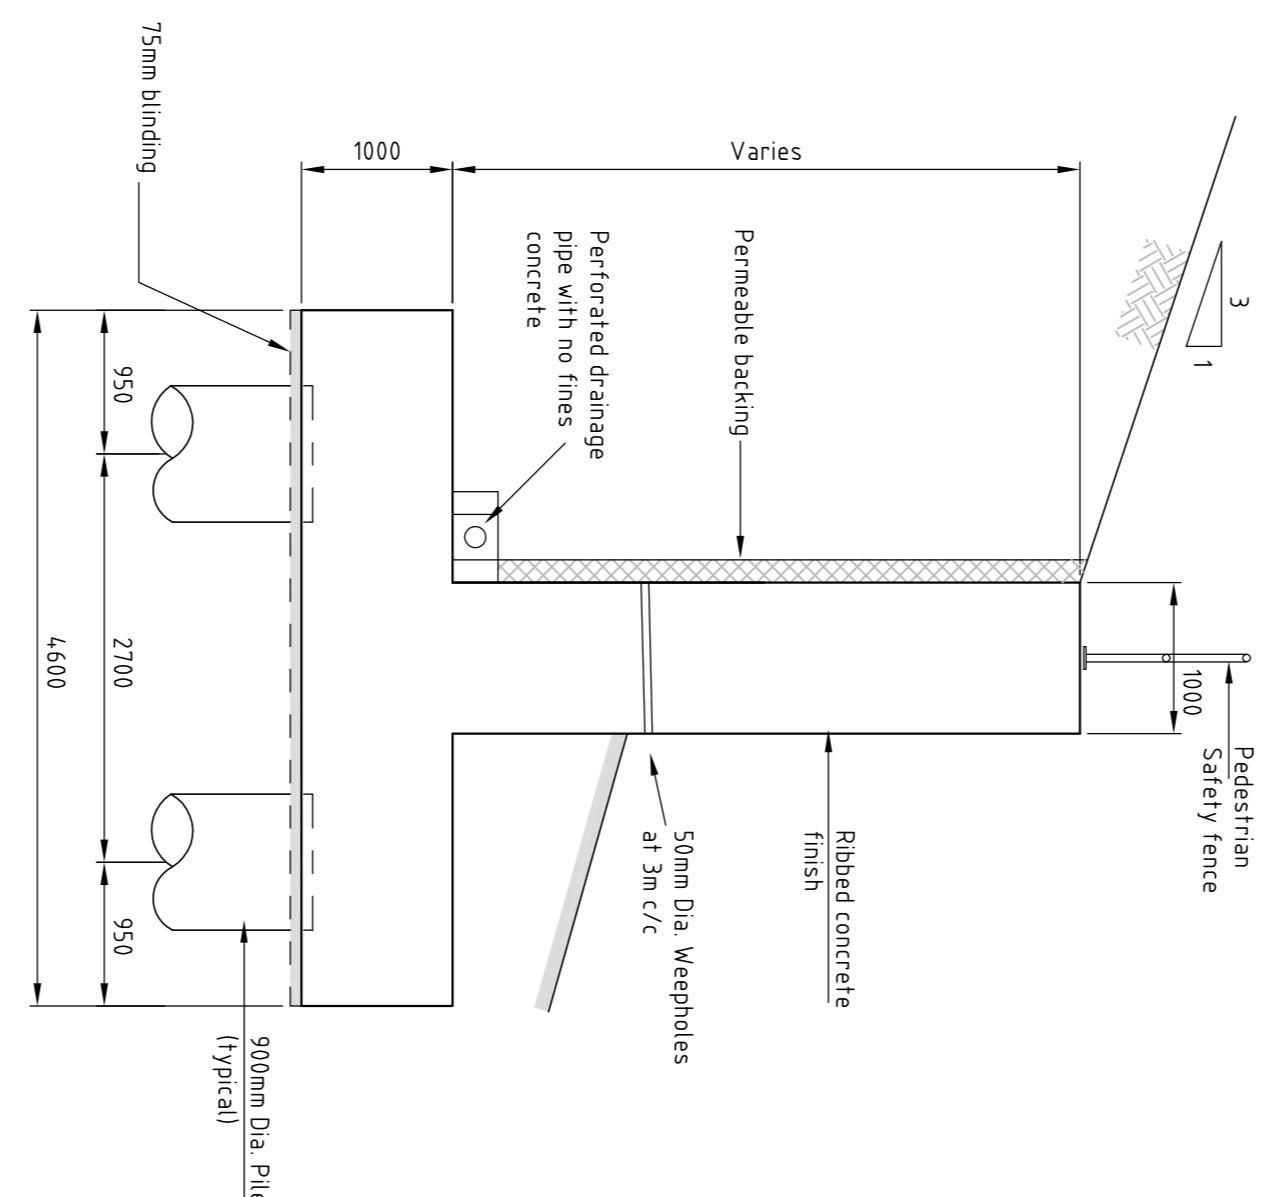 Pedestrian
Safety fence
3
1
1000
Varies
1000
Permeable backing
Perforated drainage
pipe with no fines
concrete
Ribbed concrete
finish
50mm Dia. Weepholes
at 3m c/c
75mm blinding
900mm Dia. Pile
(typical)
950
2700
950
4600